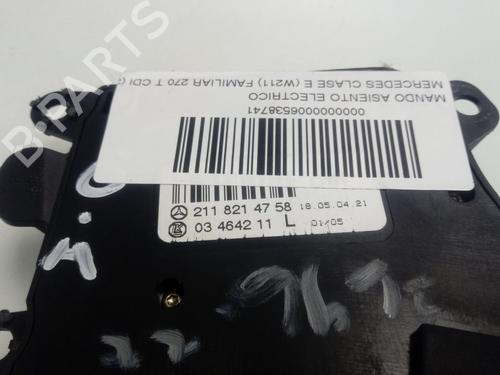 MERCEDES CLASE E (W211) FAMILIAR 270 T CDI (
MANDO ASIENTO ELECTRICO
0000000006538741
211 821 47 58 18.05.04.21
03 4642 11 L 01/05
B-PARTS